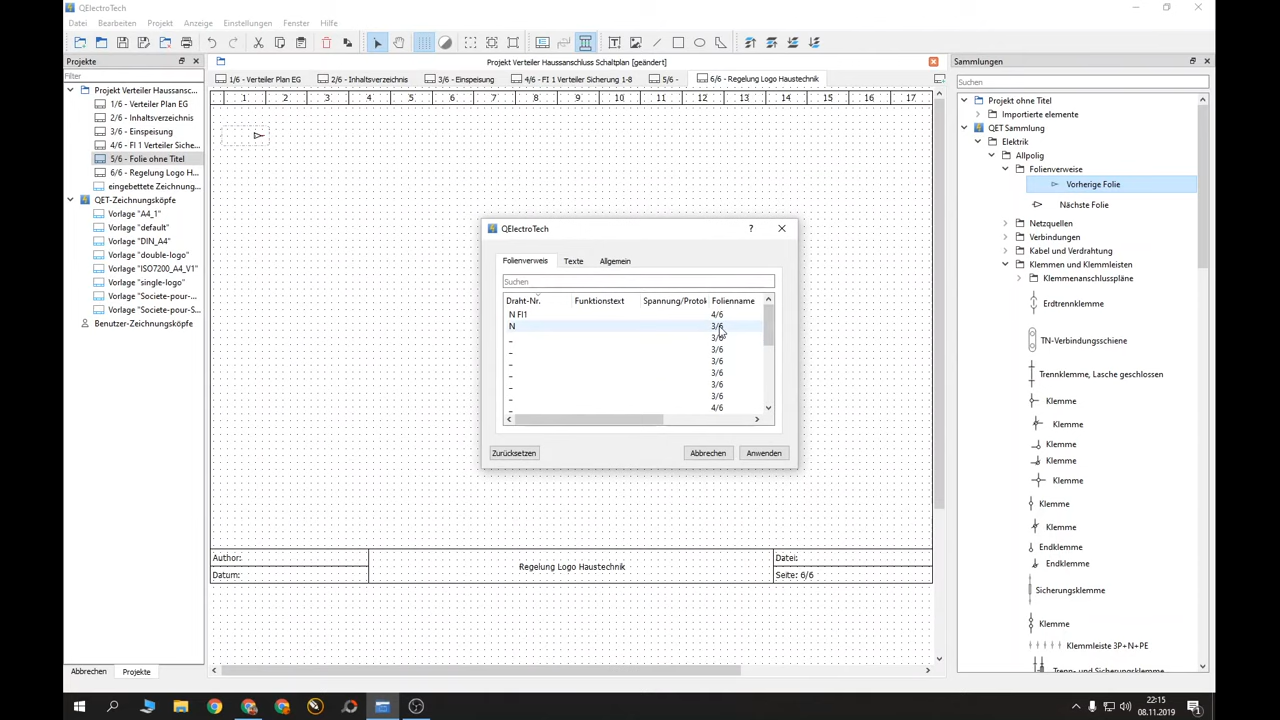 QElectroTech
Datei Bearbeiten Projekt Anzeige Einstellungen Fenster Hilfe
Projekte
Filter
Projekt Verteiler Haussansc...
1/6 - Verteiler Plan EG
2/6 - Inhaltsverzeichnis
3/6 - Einspeisung
4/6 - FI 1 Verteiler Siche...
5/6 - Folie ohne Titel
6/6 - Regelung Logo H...
eingebettete Zeichnung...
QET-Zeichnungsköpfe
Vorlage "A4_1"
Vorlage "default"
Vorlage "DIN_A4"
Vorlage "double-logo"
Vorlage "ISO7200_A4_V1"
Vorlage "single-logo"
Vorlage "Societe-pour-...
Vorlage "Societe-pour-S...
Benutzer-Zeichnungsköpfe
Abbrechen Projekte
Projekt Verteiler Haussanschluss Schaltplan [geändert]
1/6 - Verteiler Plan EG 2/6 - Inhaltsverzeichnis 3/6 - Einspeisung 4/6 - FI 1 Verteiler Sicherung 1-8 5/6 - 6/6 - Regelung Logo Haustechnik
1 2 3 4 5 6 7 8 9 10 11 12 13 14 15 16 17
QElectroTech
Folienverweis Texte Allgemein
Suchen
Draht-Nr. Funktionstext Spannung/Protok Folienname
N FI1 4/6
N 3/6
_ 3/6
_ 3/6
_ 3/6
_ 3/6
_ 3/6
_ 3/6
_ 4/6
Zurücksetzen Abbrechen Anwenden
Author:
Datum:
Regelung Logo Haustechnik
Datei:
Seite: 6/6
Sammlungen
Suchen
Projekt ohne Titel
Importierte elemente
QET Sammlung
Elektrik
Allpolig
Folienverweise
Vorherige Folie
Nächste Folie
Netzquellen
Verbindungen
Kabel und Verdrahtung
Klemmen und Klemmleisten
Klemmenanschlusspläne
Erdtrennklemme
TN-Verbindungsschiene
Trennklemme, Lasche geschlossen
Klemme
Klemme
Klemme
Klemme
Klemme
Klemme
Klemme
Endklemme
Endklemme
Sicherungsklemme
Klemme
Klemmleiste 3P+N+PE
Trenn- und Sicherungsklemme
22:15
08.11.2019